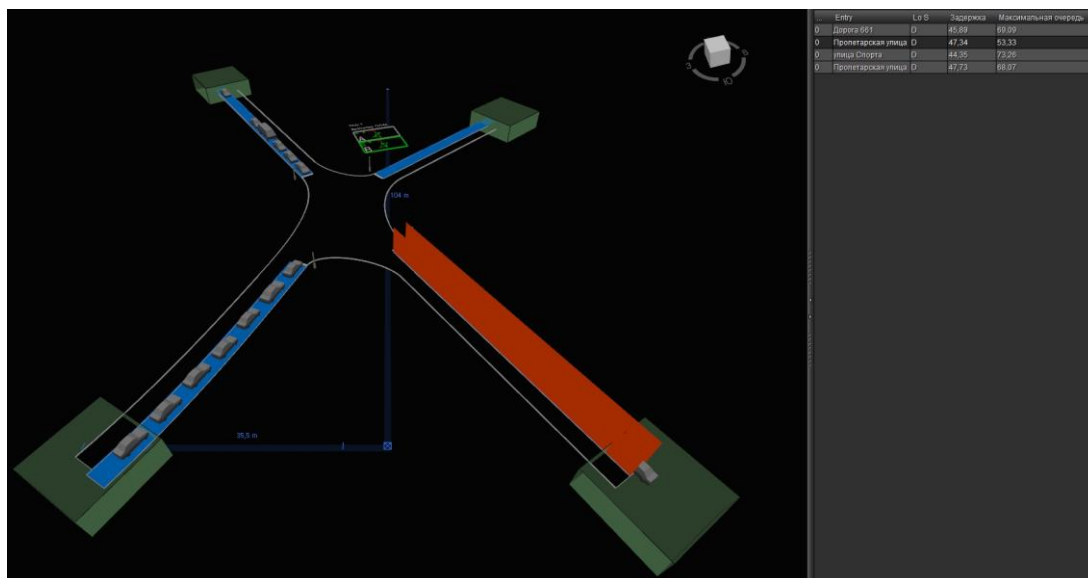 ... Entry Lo S Задержка Максимальная очередь
0 Дорога 661 D 45,89 69,09
0 Пролетарская улица D 47,34 53,33
0 улица Спорта D 44,35 73,26
0 Пролетарская улица D 47,73 68,07
A
B
104 m
35,5 m
З
Ю